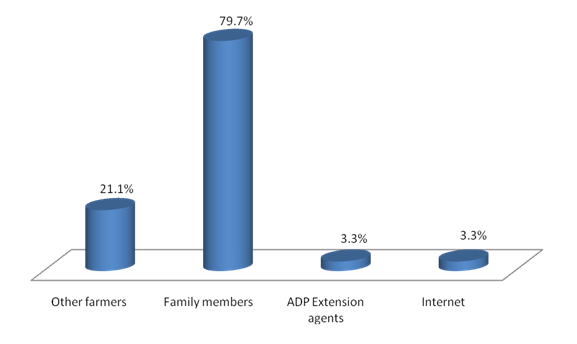 79.7%
21.1%
3.3%
3.3%
Other farmers
Family members
ADP Extension
agents
Internet